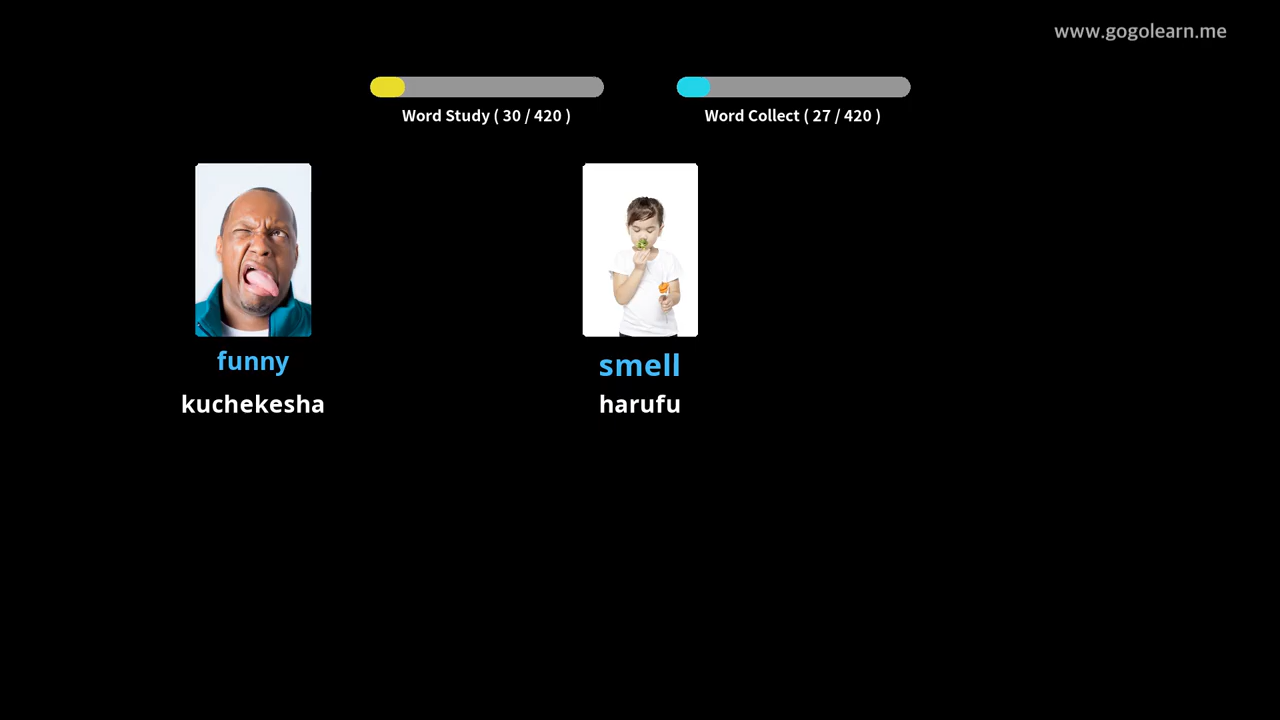 www.gogolearn.me
Word Study ( 30 / 420 )
Word Collect ( 27 / 420 )
funny
kuchekesha
smell
harufu